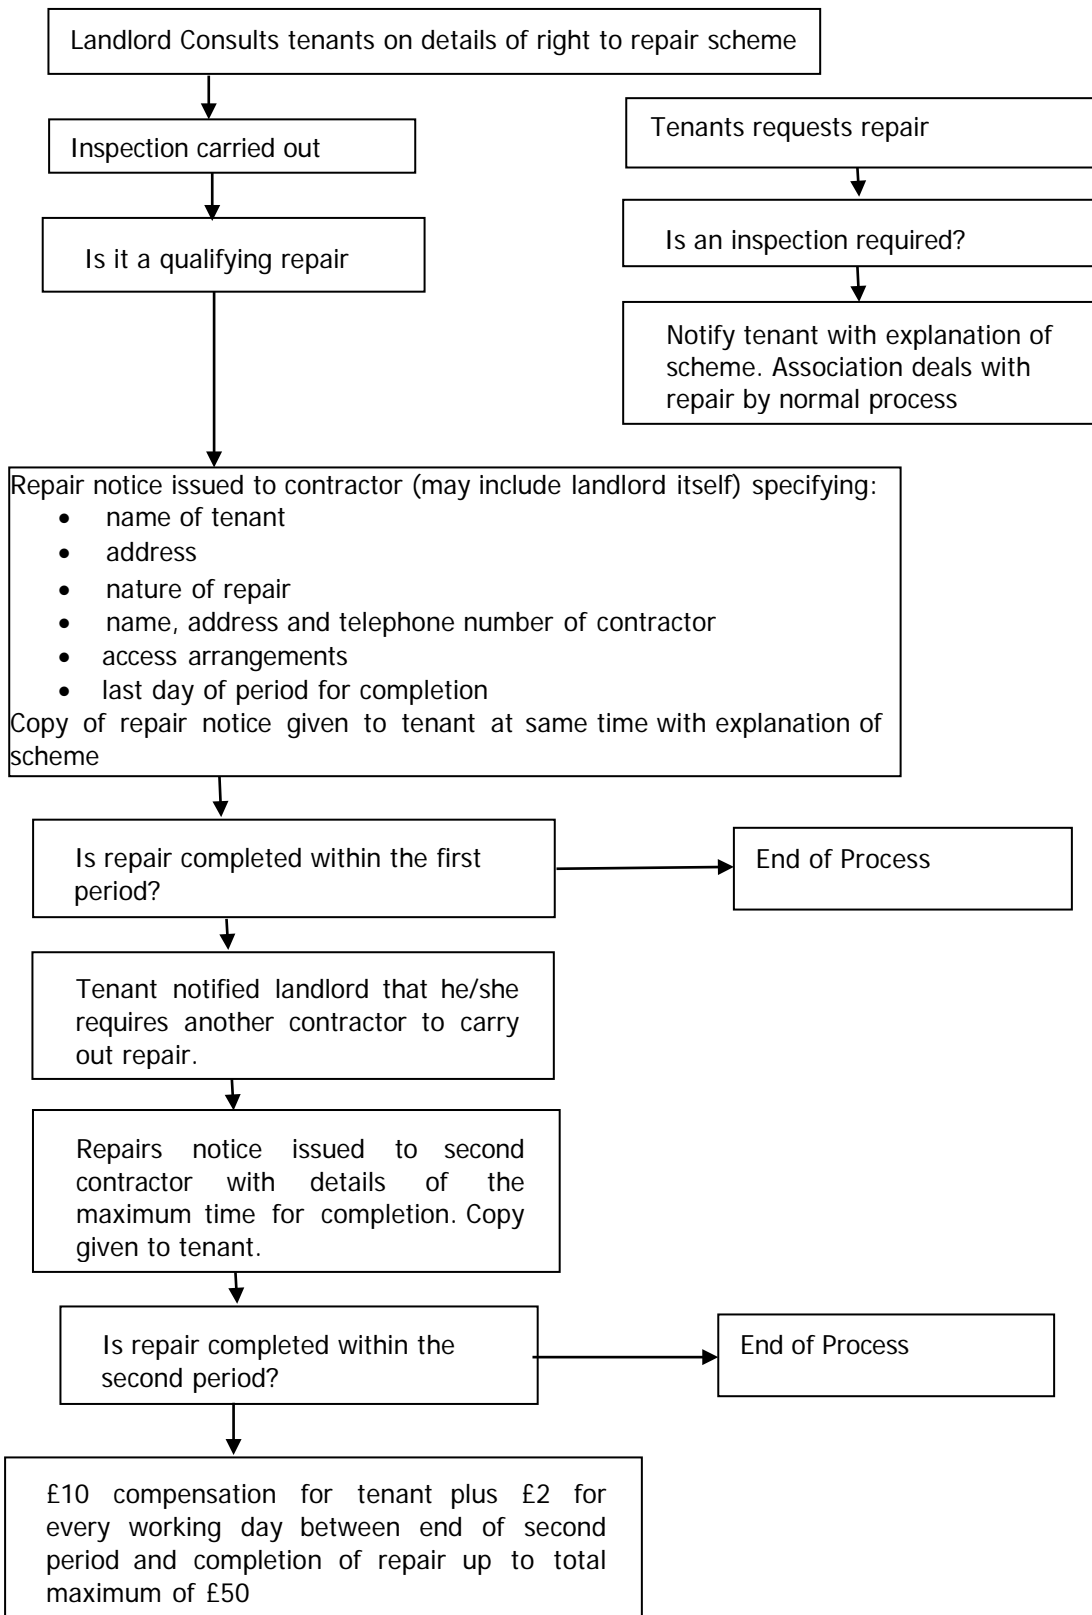 Landlord Consults tenants on details of right to repair scheme
Inspection carried out
Is it a qualifying repair
Tenants requests repair
Is an inspection required?
Notify tenant with explanation of
scheme. Association deals with
repair by normal process
Repair notice issued to contractor (may include landlord itself) specifying:
• name of tenant
• address
• nature of repair
• name, address and telephone number of contractor
• access arrangements
• last day of period for completion
Copy of repair notice given to tenant at same time with explanation of
scheme
Is repair completed within the first
period?
End of Process
Tenant notified landlord that he/she
requires another contractor to carry
out repair.
Repairs notice issued to second
contractor with details of the
maximum time for completion. Copy
given to tenant.
Is repair completed within the
second period?
End of Process
£10 compensation for tenant plus £2 for
every working day between end of second
period and completion of repair up to total
maximum of £50